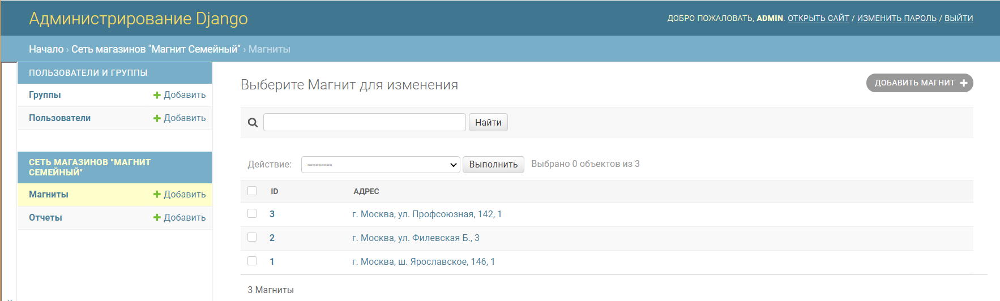 Администрирование Django
ДОБРО ПОЖАЛОВАТЬ, ADMIN. ОТКРЫТЬ САЙТ / ИЗМЕНИТЬ ПАРОЛЬ / ВЫЙТИ
Начало › Сеть магазинов "Магнит Семейный" › Магниты
ПОЛЬЗОВАТЕЛИ И ГРУППЫ
Группы + Добавить
Пользователи + Добавить
СЕТЬ МАГАЗИНОВ "МАГНИТ
СЕМЕЙНЫЙ"
Магниты + Добавить
Отчеты + Добавить
Выберите Магнит для изменения
ДОБАВИТЬ МАГНИТ +
Найти
Действие: --------- Выполнить Выбрано 0 объектов из 3
ID АДРЕС
3 г. Москва, ул. Профсоюзная, 142, 1
2 г. Москва, ул. Филевская Б., 3
1 г. Москва, ш. Ярославское, 146, 1
3 Магниты